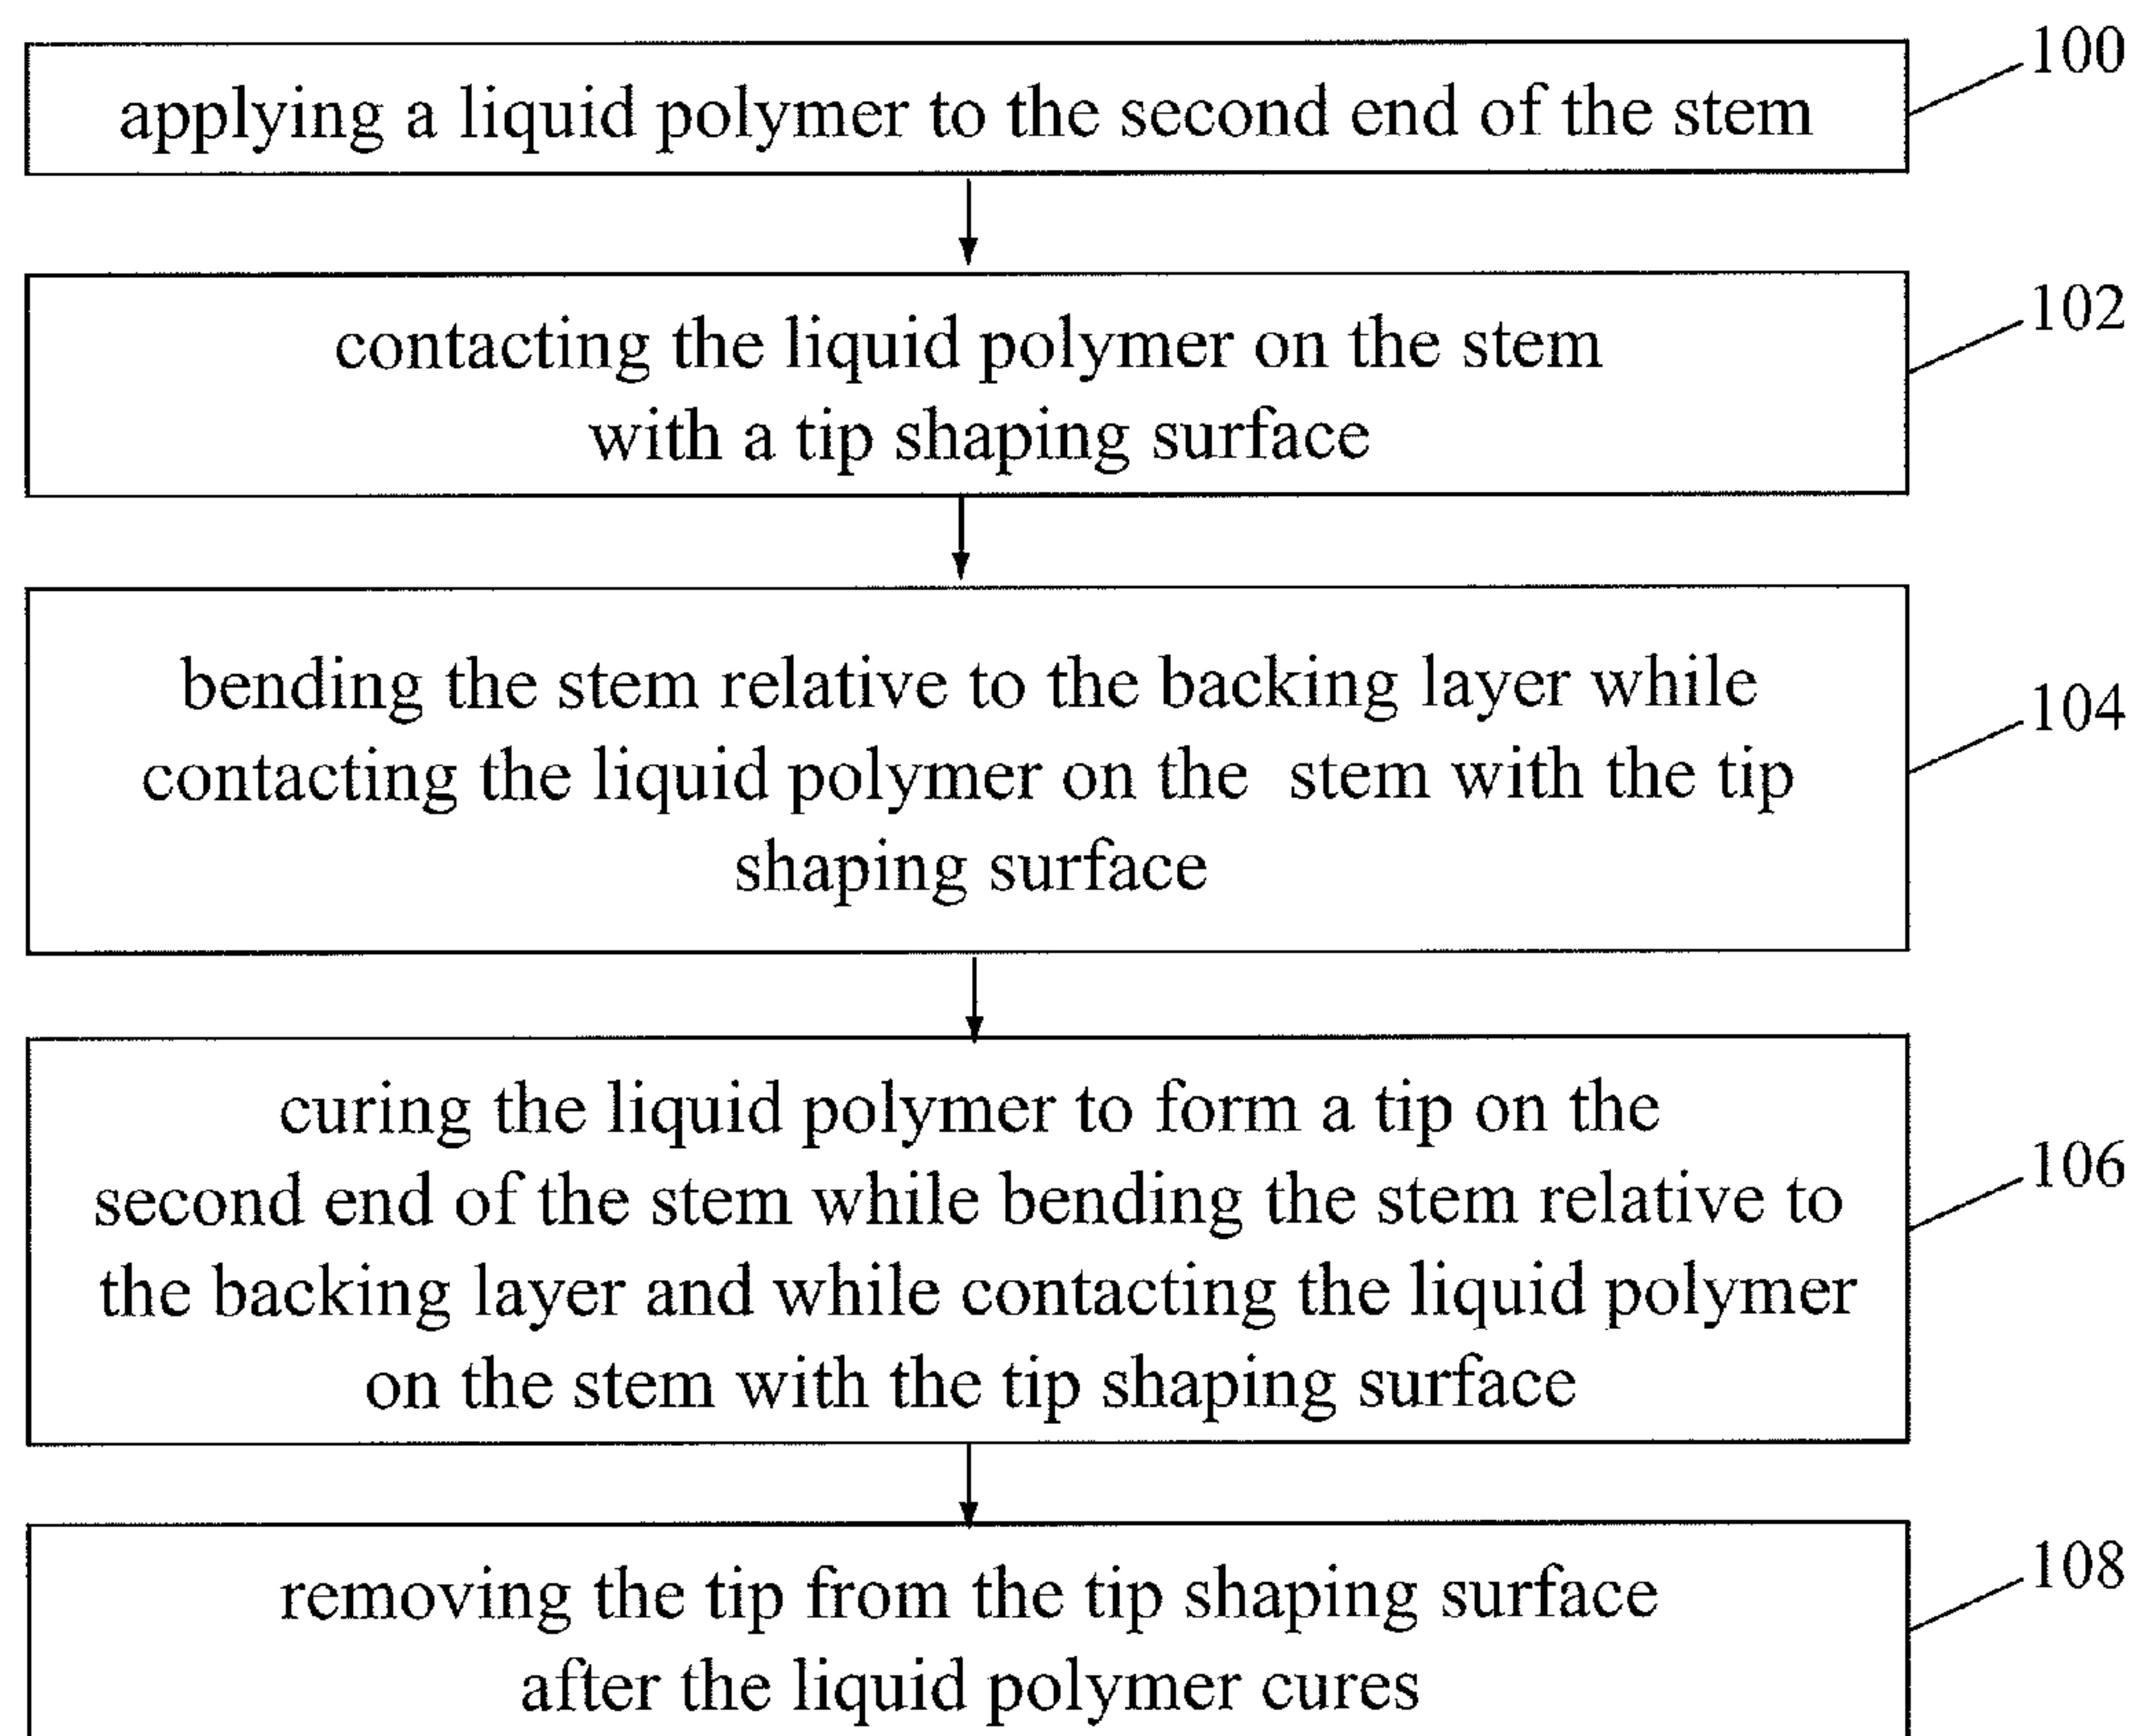 applying a liquid polymer to the second end of the stem
100
contacting the liquid polymer on the stem
with a tip shaping surface
102
bending the stem relative to the backing layer while
contacting the liquid polymer on the stem with the tip
shaping surface
104
curing the liquid polymer to form a tip on the
second end of the stem while bending the stem relative to
the backing layer and while contacting the liquid polymer
on the stem with the tip shaping surface
106
removing the tip from the tip shaping surface
after the liquid polymer cures
108